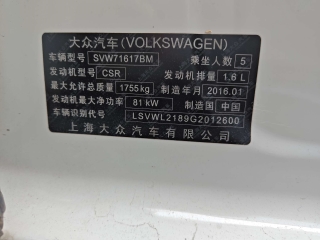 大众汽车(VOLKSWAGEN)
车辆型号 SVW71617BM 乘坐人数 5
发动机型号 CSR 发动机排量 1.6 L
最大允许总质量 1755kg 制造年月 2016.01
发动机最大净功率 81 kW 制造国 中国
车辆识别代号 LSVWL2189G2012600
上海大众汽车有限公司